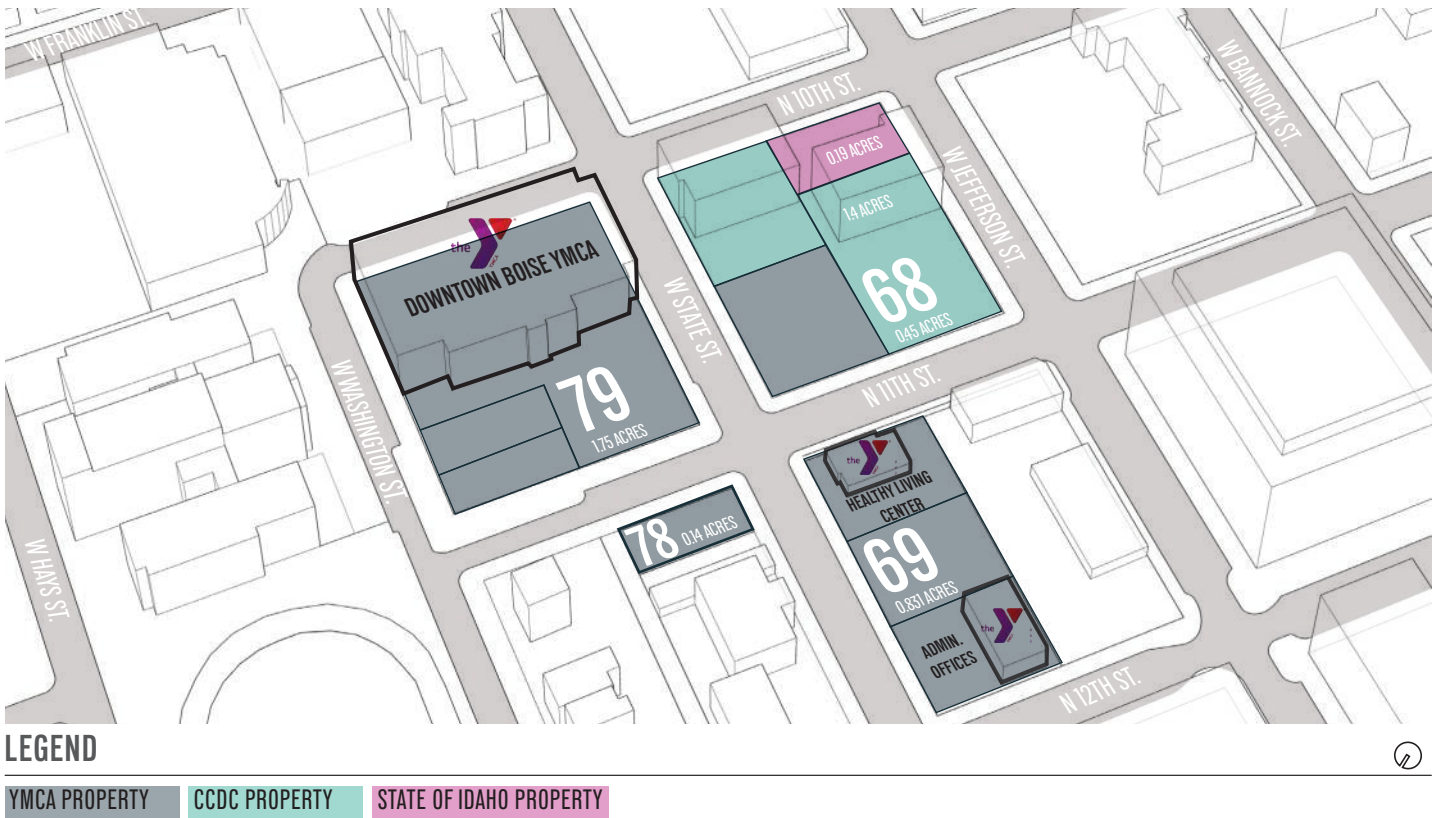 W FRANKLIN ST.
N 10TH ST.
W BANNOCK ST.
0.19 ACRES
W JEFFERSON ST.
1.4 ACRES
the
YMCA
DOWNTOWN BOISE YMCA
68
0.45 ACRES
W STATE ST.
W WASHINGTON ST.
79
1.75 ACRES
N 11TH ST.
the
HEALTHY LIVING
CENTER
78 0.14 ACRES
69
0.831 ACRES
W HAYS ST.
the
ADMIN.
OFFICES
N 12TH ST.
LEGEND
YMCA PROPERTY
CCDC PROPERTY
STATE OF IDAHO PROPERTY